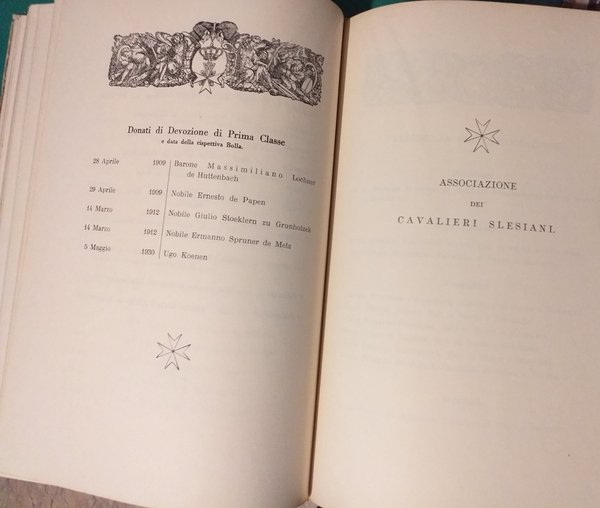 Donati di Devozione di Prima Classe
e data della rispettiva Bolla.
28 Aprile 1909 Barone Massimiliano Lochner
de Huttenbach
29 Aprile 1909 Nobile Ernesto de Papen
14 Marzo 1912 Nobile Giulio Stoeklern zu Grunholzek
14 Marzo 1912 Nobile Ermanno Spruner de Metz
5 Maggio 1930 Ugo Koenen
ASSOCIAZIONE
DEI
CAVALIERI SLESIANI.